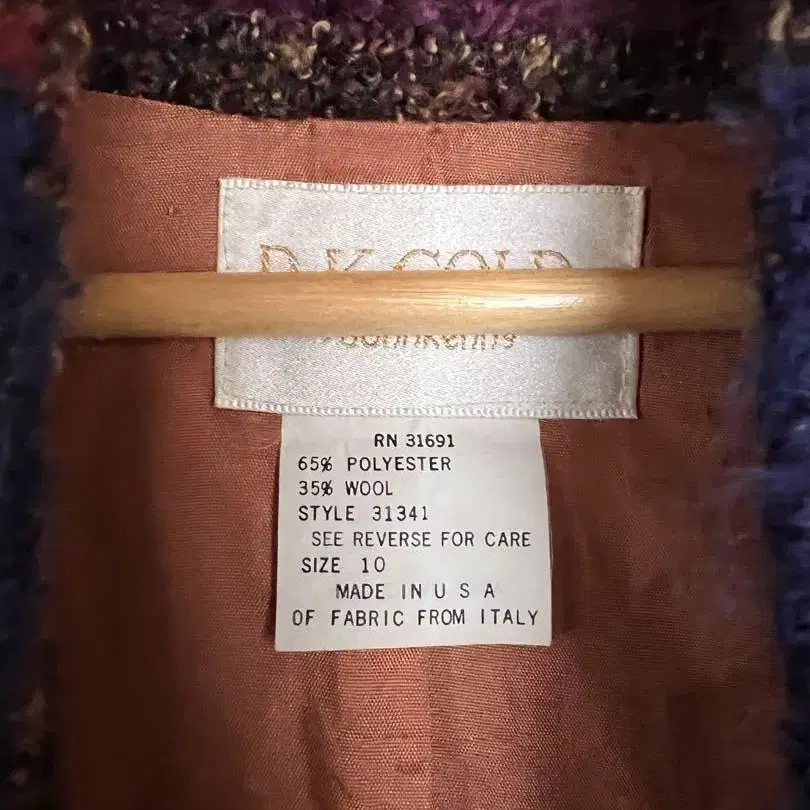 D.K. GOLD
RN 31691
65% POLYESTER
35% WOOL
STYLE 31341
SEE REVERSE FOR CARE
SIZE 10
MADE IN U S A
OF FABRIC FROM ITALY